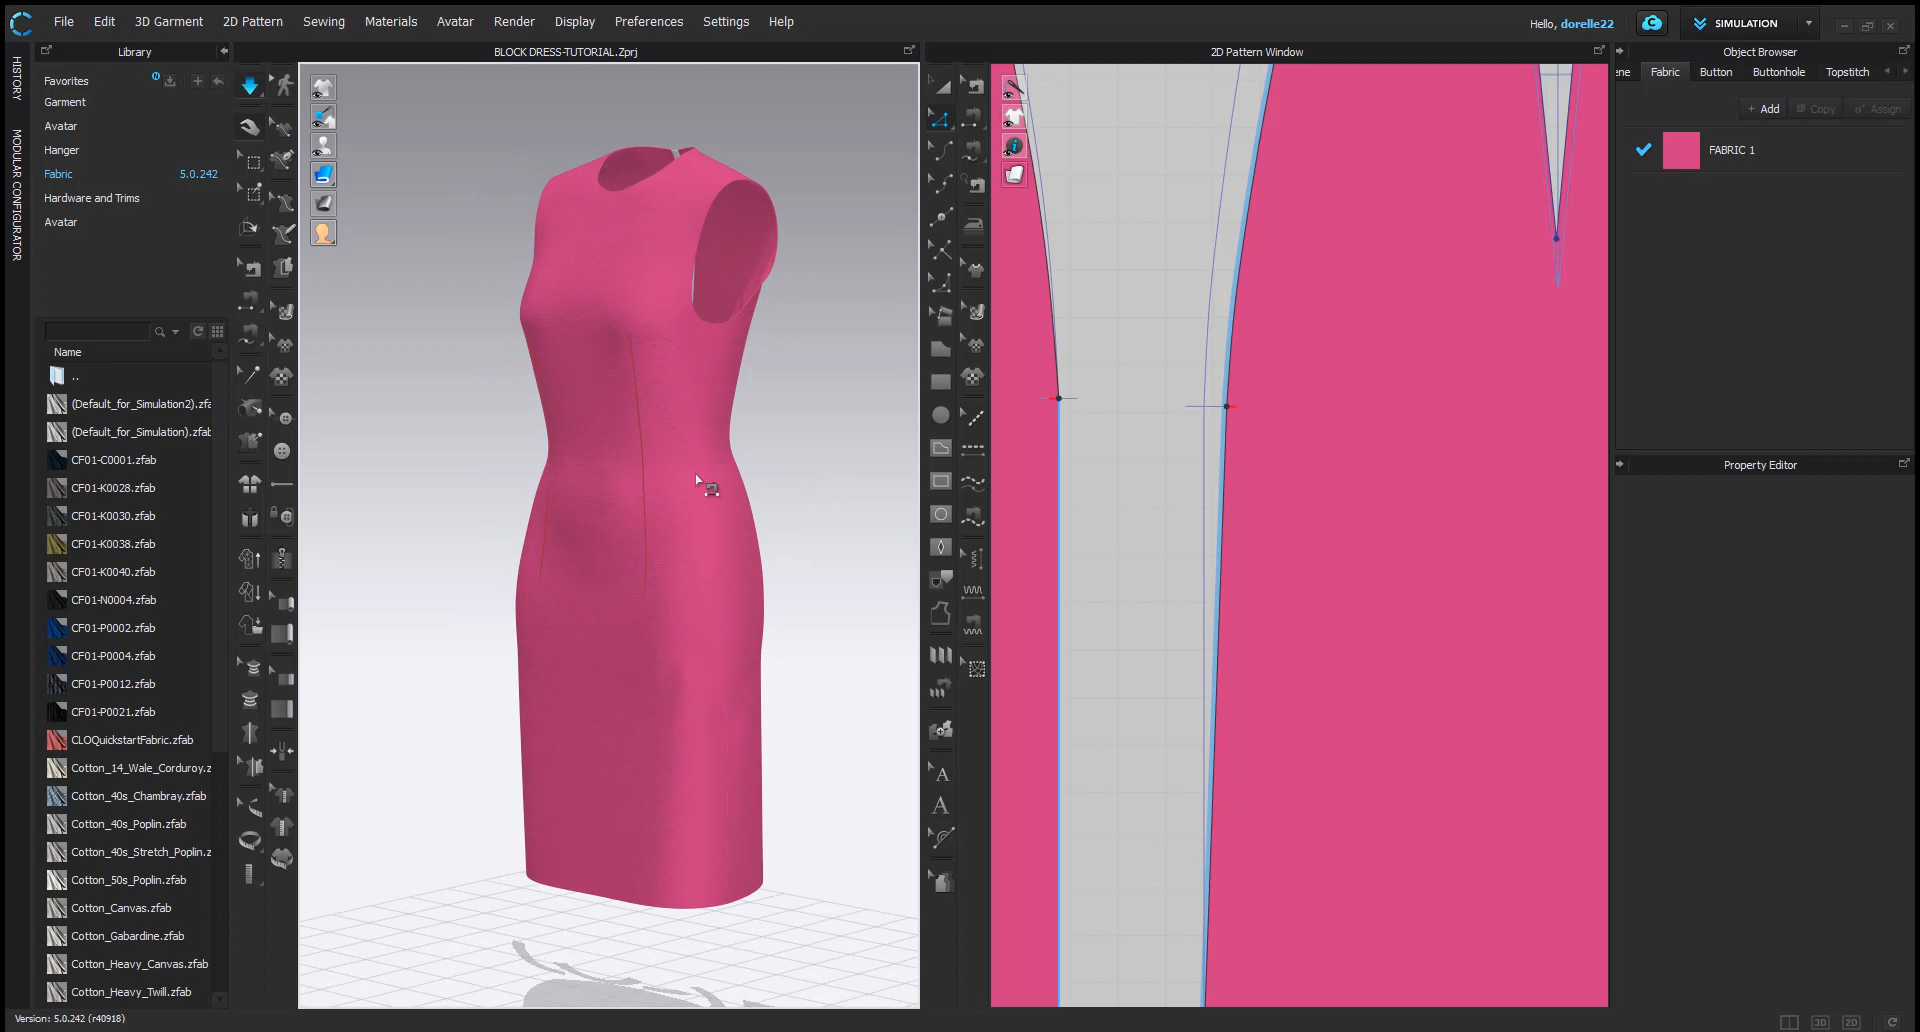 File Edit 3D Garment 2D Pattern Sewing Materials Avatar Render Display Preferences Settings Help
Hello, dorelle22
SIMULATION
Library
BLOCK DRESS-TUTORIAL.Zprj
2D Pattern Window
Object Browser
HISTORY
MODULAR CONFIGURATOR
Favorites
Garment
Avatar
Hanger
Fabric 5.0.242
Hardware and Trims
Avatar
Name
..
(Default_for_Simulation2).zfa
(Default_for_Simulation).zfab
CF01-C0001.zfab
CF01-K0028.zfab
CF01-K0030.zfab
CF01-K0038.zfab
CF01-K0040.zfab
CF01-N0004.zfab
CF01-P0002.zfab
CF01-P0004.zfab
CF01-P0012.zfab
CF01-P0021.zfab
CLOQuickstartFabric.zfab
Cotton_14_Wale_Corduroy.z
Cotton_40s_Chambray.zfab
Cotton_40s_Poplin.zfab
Cotton_40s_Stretch_Poplin.z
Cotton_50s_Poplin.zfab
Cotton_Canvas.zfab
Cotton_Gabardine.zfab
Cotton_Heavy_Canvas.zfab
Cotton_Heavy_Twill.zfab
ene Fabric Button Buttonhole Topstitch
+ Add Copy Assign
FABRIC 1
Property Editor
Version: 5.0.242 (r40918)
3D 2D